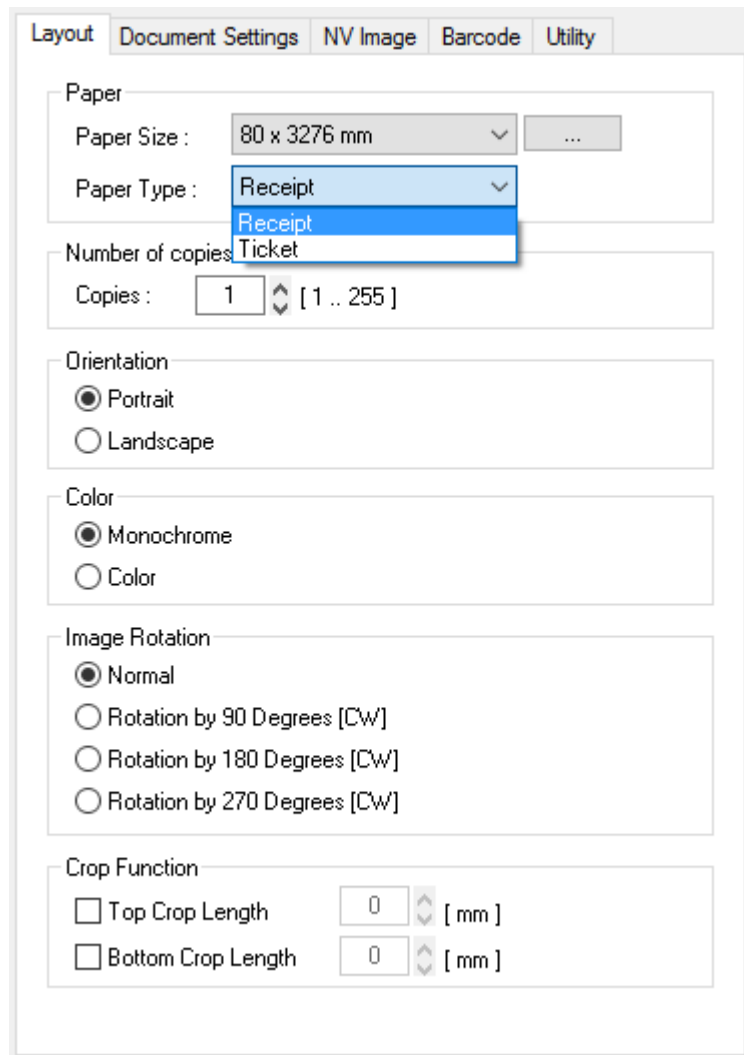 Layout Document Settings NV Image Barcode Utility
Paper
Paper Size : 80 x 3276 mm ...
Paper Type : Receipt
Receipt
Ticket
Number of copies
Copies : 1 [ 1 .. 255 ]
Orientation
Portrait
Landscape
Color
Monochrome
Color
Image Rotation
Normal
Rotation by 90 Degrees [CW]
Rotation by 180 Degrees [CW]
Rotation by 270 Degrees [CW]
Crop Function
Top Crop Length 0 [ mm ]
Bottom Crop Length 0 [ mm ]